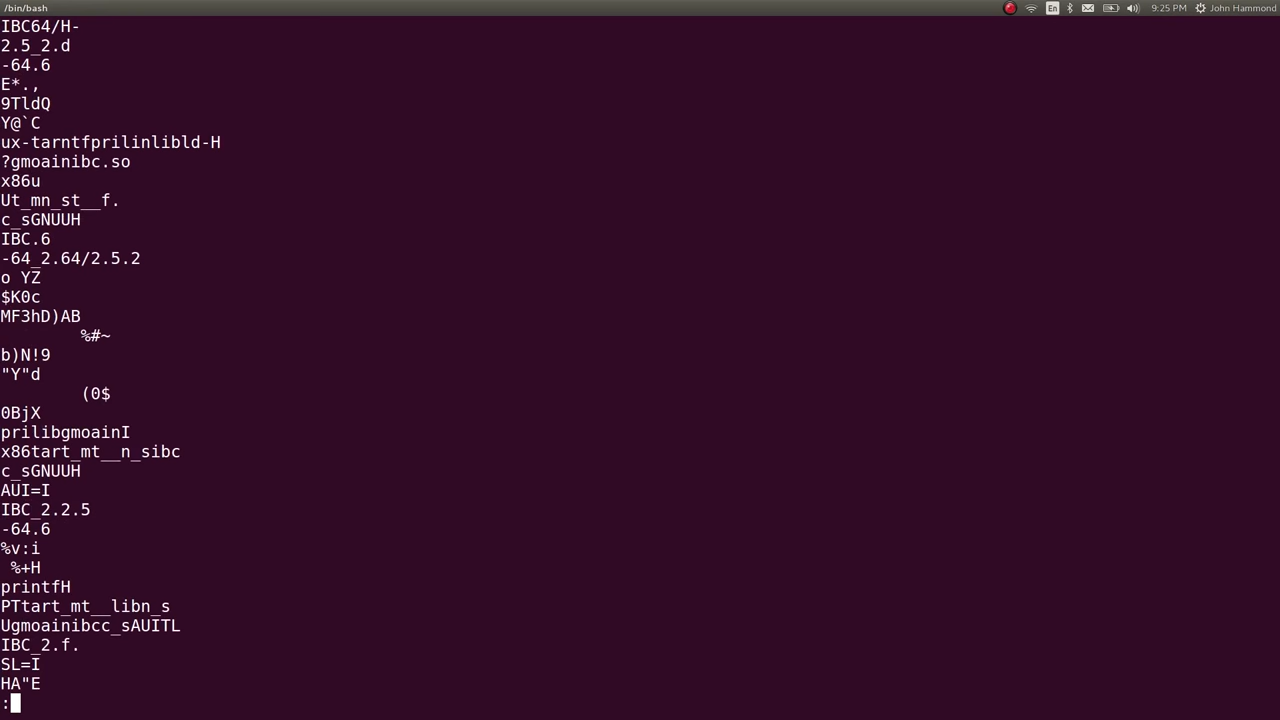 /bin/bash
En
9:25 PM
John Hammond
IBC64/H-
2.5_2.d
-64.6
E*.,
9TldQ
Y@`C
ux-tarntfprilinlibld-H
?gmoainibc.so
x86u
Ut_mn_st__f.
c_sGNUUH
IBC.6
-64_2.64/2.5.2
o YZ
$K0c
MF3hD)AB
%#~
b)N!9
"Y"d
(0$
0BjX
prilibgmoainI
x86tart_mt__n_sibc
c_sGNUUH
AUI=I
IBC_2.2.5
-64.6
%v:i
%+H
printfH
PTtart_mt__libn_s
Ugmoainibcc_sAUITL
IBC_2.f.
SL=I
HA"E
: